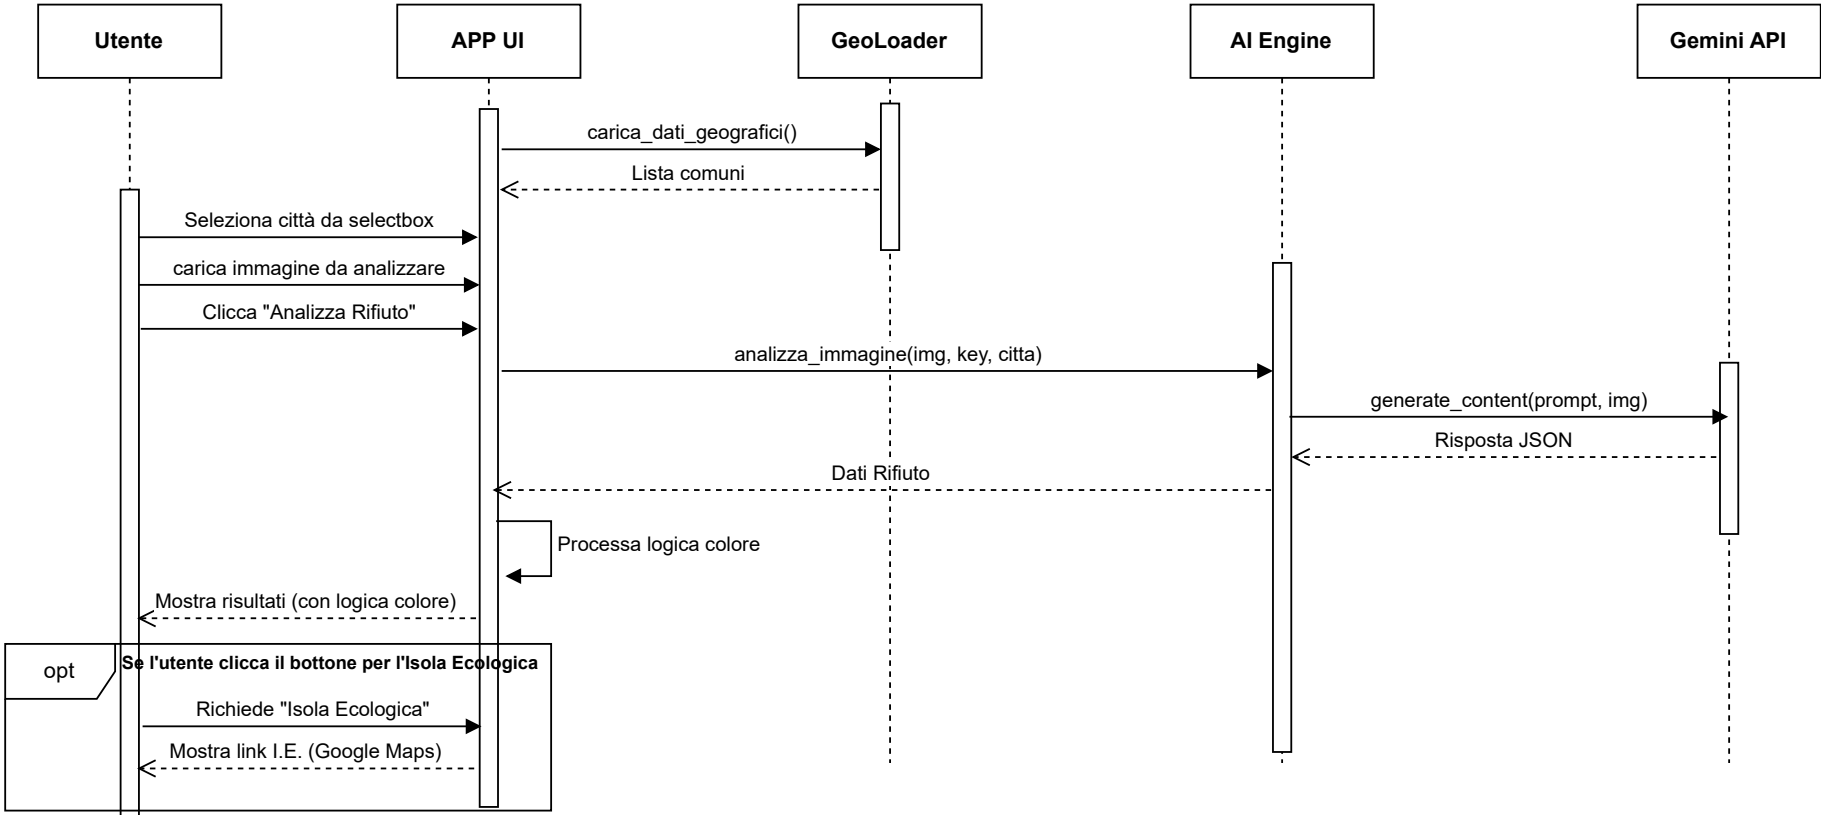 Utente
APP UI
GeoLoader
AI Engine
Gemini API
carica_dati_geografici()
Lista comuni
Seleziona città da selectbox
carica immagine da analizzare
Clicca "Analizza Rifiuto"
analizza_immagine(img, key, citta)
generate_content(prompt, img)
Risposta JSON
Dati Rifiuto
Processa logica colore
Mostra risultati (con logica colore)
opt
Se l'utente clicca il bottone per l'Isola Ecologica
Richiede "Isola Ecologica"
Mostra link I.E. (Google Maps)